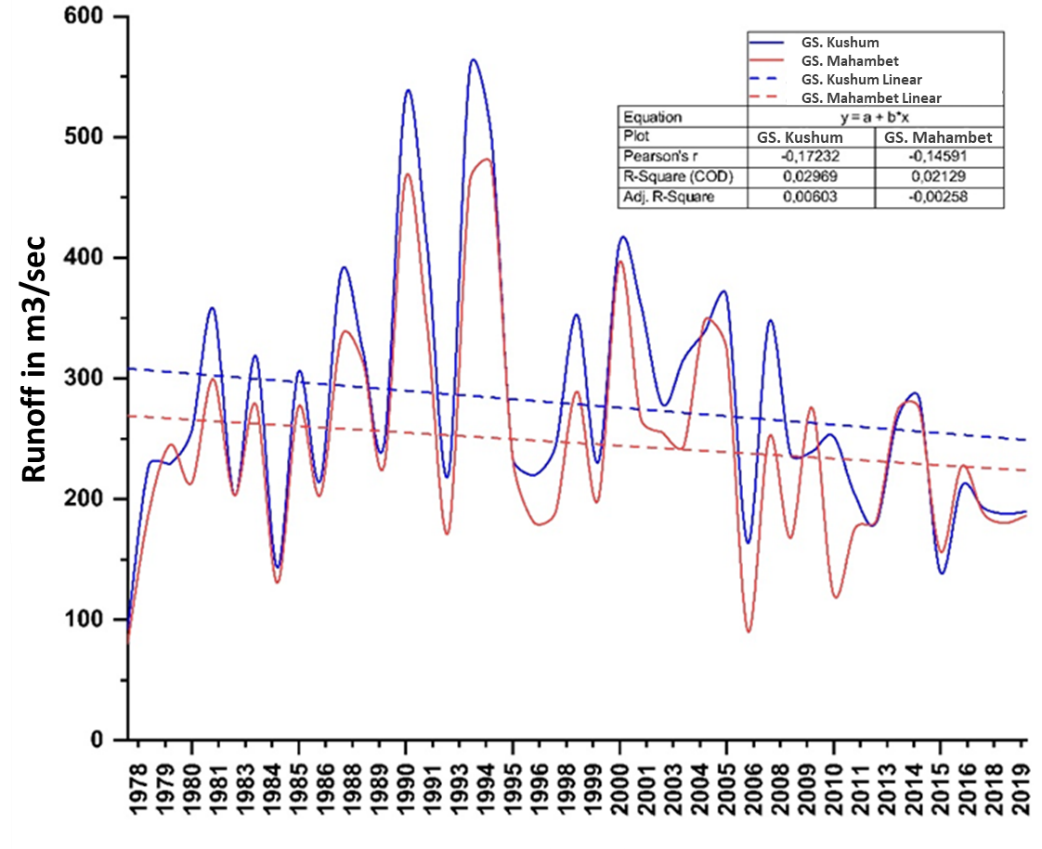 600
500
400
300
200
100
0
Runoff in m3/sec
GS. Kushum
GS. Mahambet
GS. Kushum Linear
GS. Mahambet Linear
Equation y = a + b*x
Plot GS. Kushum GS. Mahambet
Pearson's r -0,17232 -0,14591
R-Square (COD) 0,02969 0,02129
Adj. R-Square 0,00603 -0,00258
1978 1979 1980 1981 1983 1984 1985 1986 1988 1989 1990 1991 1993 1994 1995 1996 1998 1999 2000 2001 2003 2004 2005 2006 2008 2009 2010 2011 2013 2014 2015 2016 2018 2019